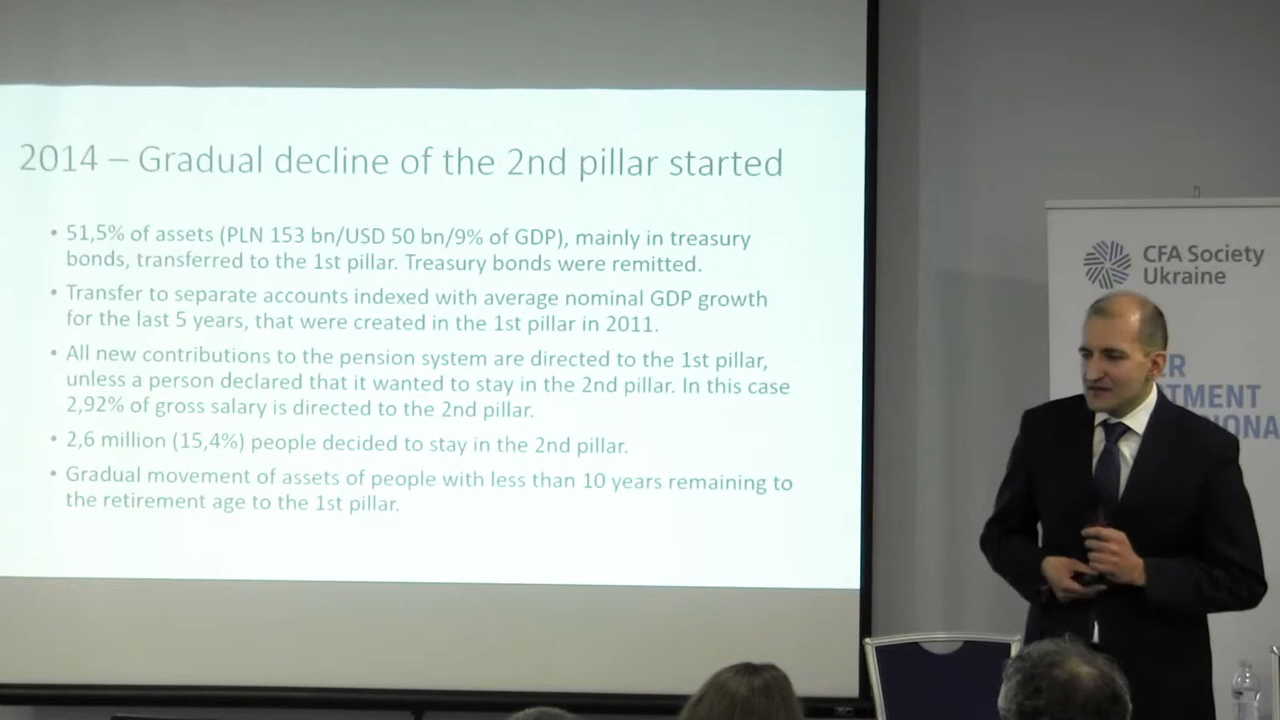 2014 – Gradual decline of the 2nd pillar started
• 51,5% of assets (PLN 153 bn/USD 50 bn/9% of GDP), mainly in treasury
bonds, transferred to the 1st pillar. Treasury bonds were remitted.
• Transfer to separate accounts indexed with average nominal GDP growth
for the last 5 years, that were created in the 1st pillar in 2011.
• All new contributions to the pension system are directed to the 1st pillar,
unless a person declared that it wanted to stay in the 2nd pillar. In this case
2,92% of gross salary is directed to the 2nd pillar.
• 2,6 million (15,4%) people decided to stay in the 2nd pillar.
• Gradual movement of assets of people with less than 10 years remaining to
the retirement age to the 1st pillar.
CFA Society
Ukraine